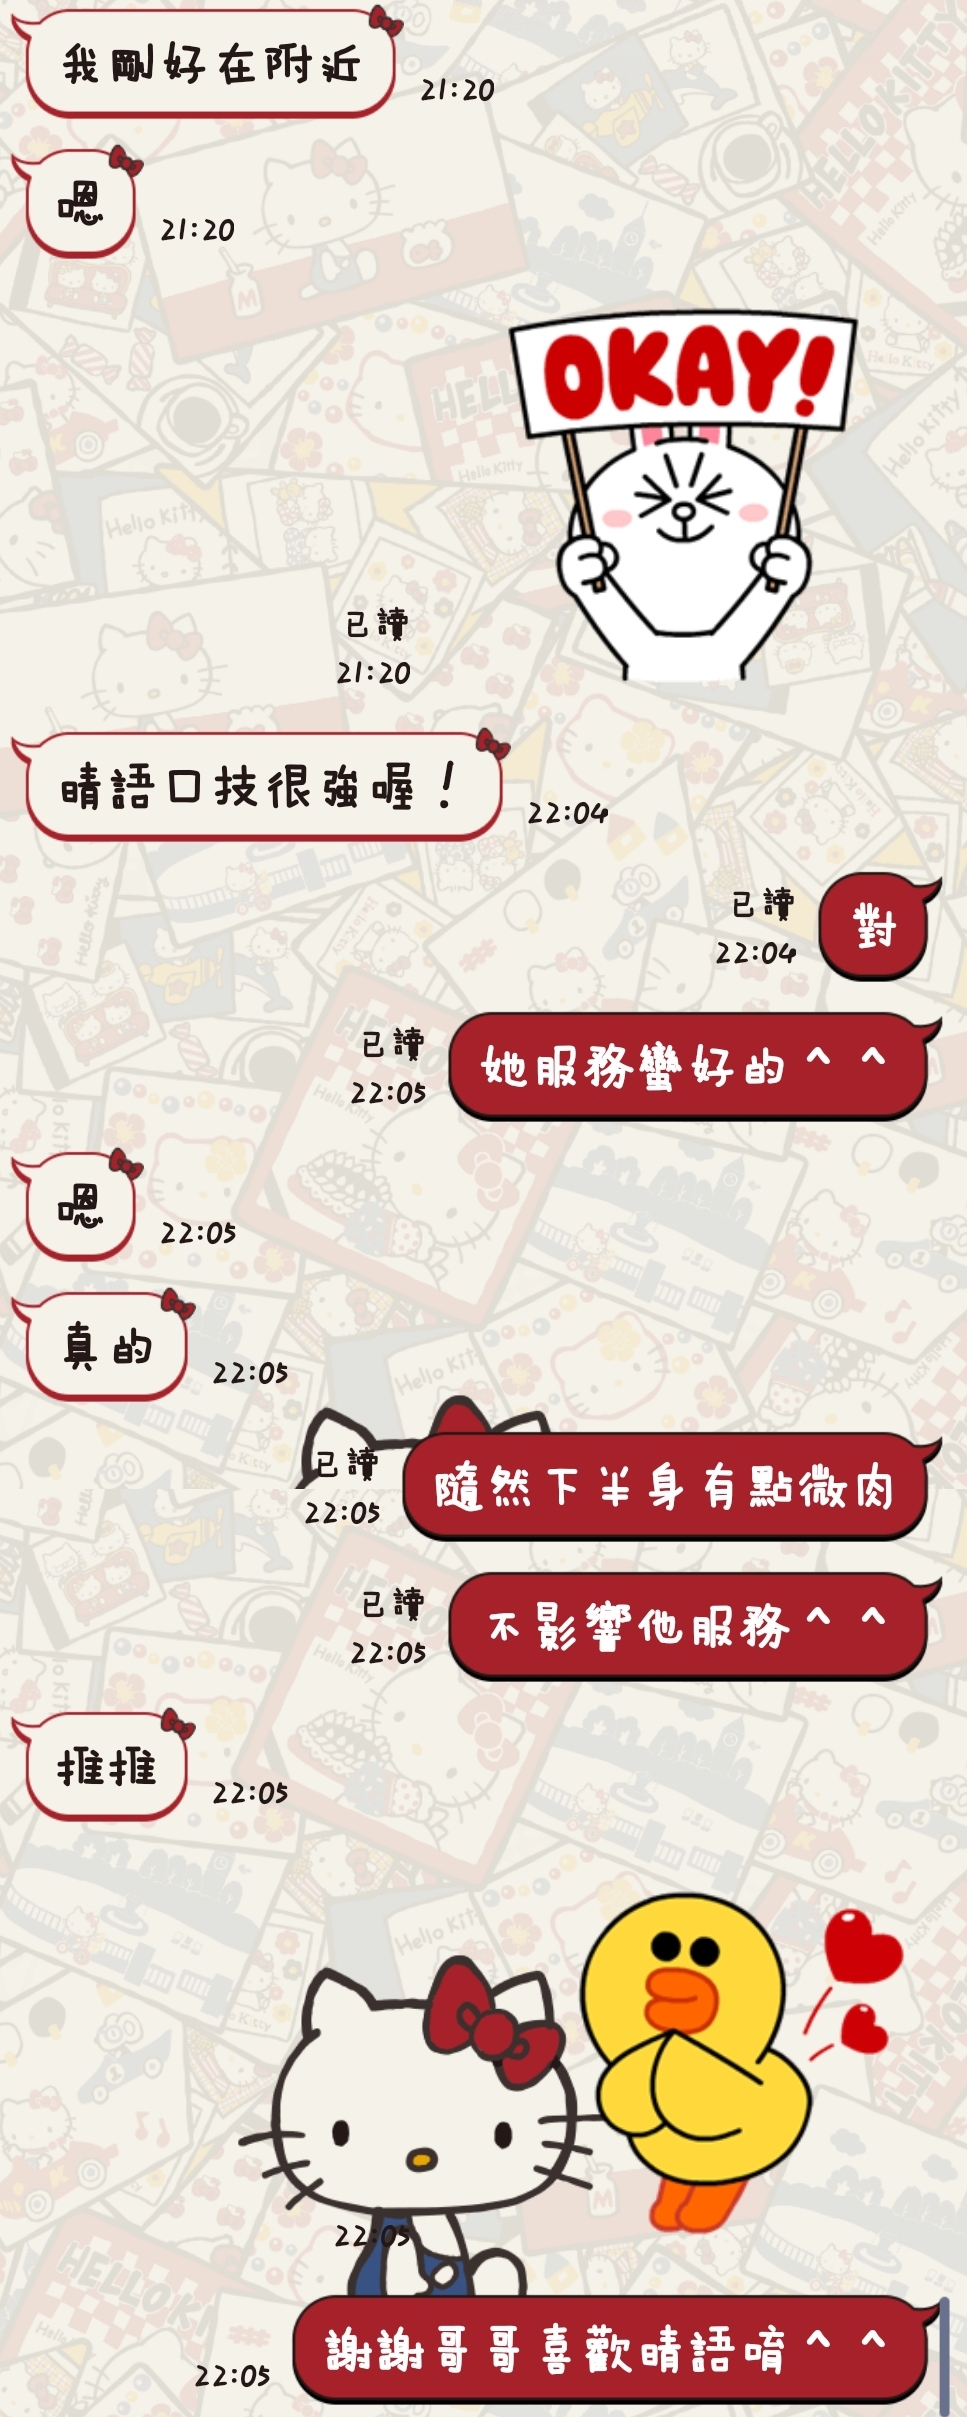 我剛好在附近
21:20
嗯
21:20
OKAY!
已讀
21:20
晴語口技很強喔！
22:04
已讀
22:04
對
已讀
22:05
她服務蠻好的^ ^
嗯
22:05
真的
22:05
已讀
22:05
隨然下半身有點微肉
已讀
22:05
不影響他服務^ ^
推推
22:05
22:05
22:05
謝謝哥哥喜歡晴語唷^ ^